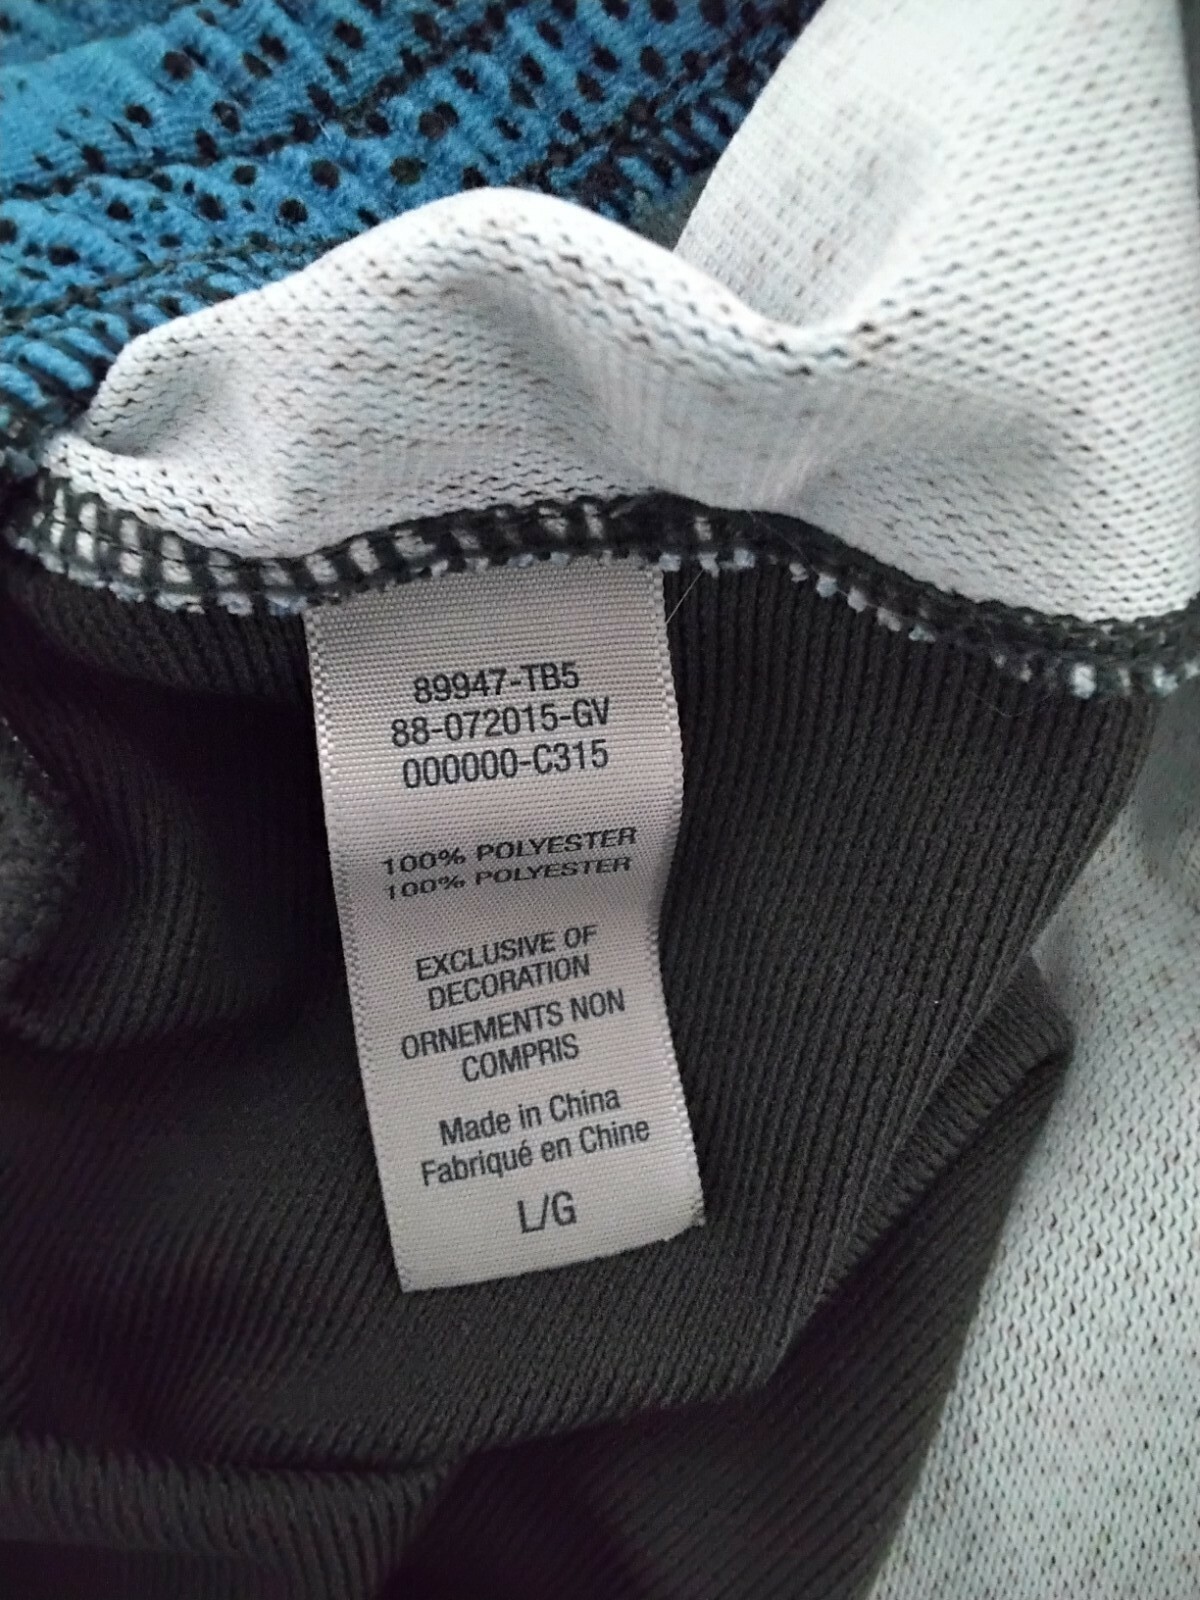 89947-TB5
88-072015-GV
000000-C315
100% POLYESTER
100% POLYESTER
EXCLUSIVE OF
DECORATION
ORNEMENTS NON
COMPRIS
Made in China
Fabriqué en Chine
L/G